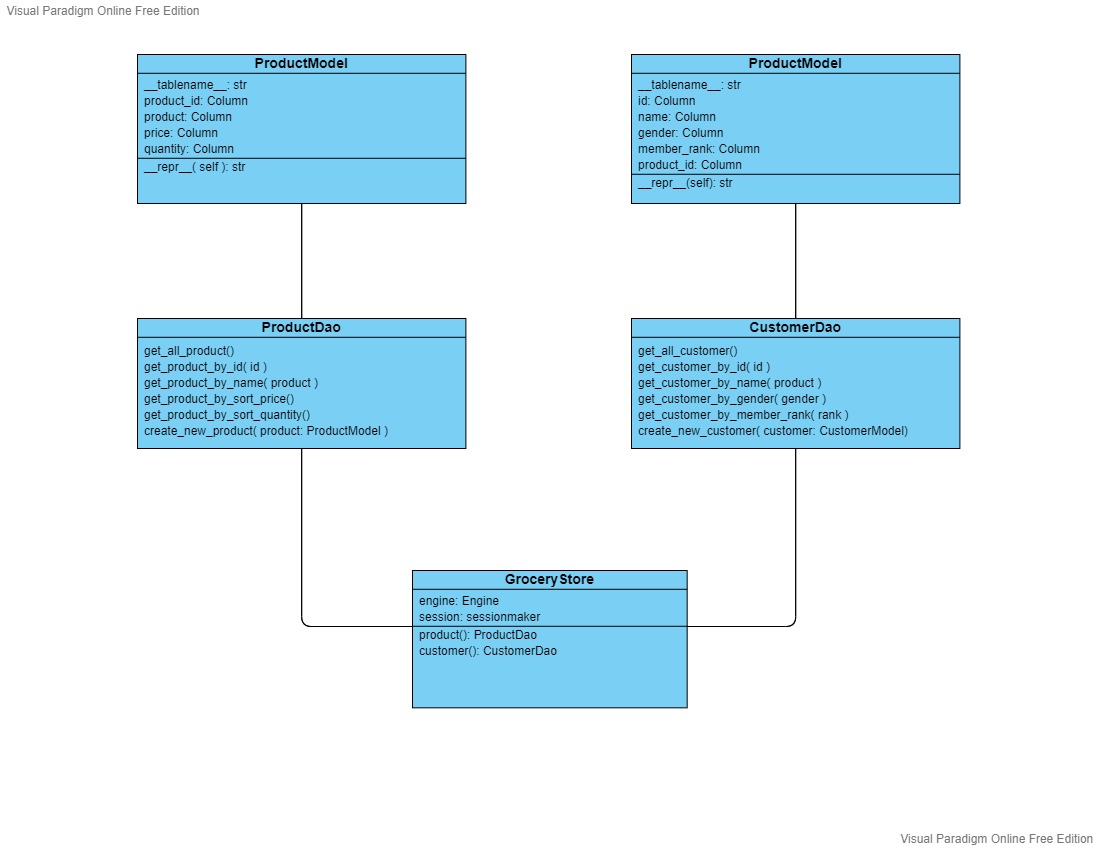 Visual Paradigm Online Free Edition
ProductModel
__tablename__: str
product_id: Column
product: Column
price: Column
quantity: Column
__repr__( self ): str
ProductModel
__tablename__: str
id: Column
name: Column
gender: Column
member_rank: Column
product_id: Column
__repr__(self): str
ProductDao
get_all_product()
get_product_by_id( id )
get_product_by_name( product )
get_product_by_sort_price()
get_product_by_sort_quantity()
create_new_product( product: ProductModel )
CustomerDao
get_all_customer()
get_customer_by_id( id )
get_customer_by_name( product )
get_customer_by_gender( gender )
get_customer_by_member_rank( rank )
create_new_customer( customer: CustomerModel)
GroceryStore
engine: Engine
session: sessionmaker
product(): ProductDao
customer(): CustomerDao
Visual Paradigm Online Free Edition